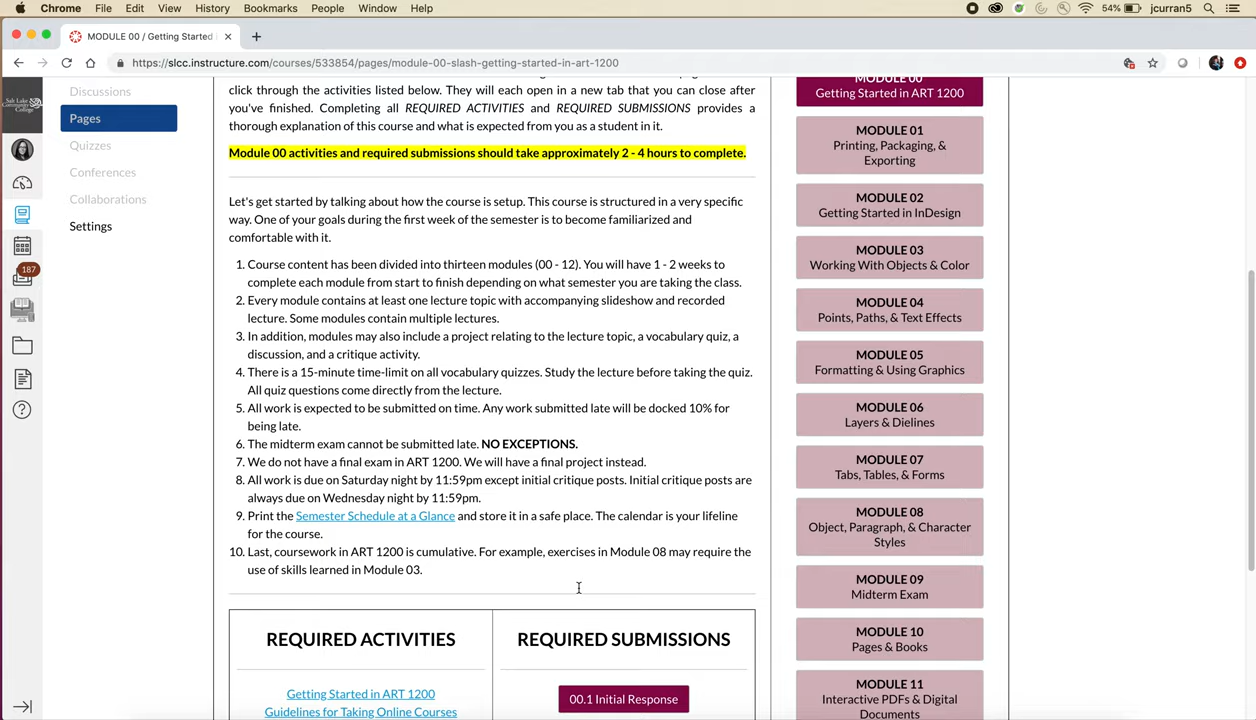 Chrome File Edit View History Bookmarks People Window Help
54% jcurran5
MODULE 00 / Getting Started
https://slcc.instructure.com/courses/533854/pages/module-00-slash-getting-started-in-art-1200
Salt Lake
Community
College
187
Discussions
Pages
Quizzes
Conferences
Collaborations
Settings
click through the activities listed below. They will each open in a new tab that you can close after
you've finished. Completing all REQUIRED ACTIVITIES and REQUIRED SUBMISSIONS provides a
thorough explanation of this course and what is expected from you as a student in it.
Module 00 activities and required submissions should take approximately 2 - 4 hours to complete.
Let's get started by talking about how the course is setup. This course is structured in a very specific
way. One of your goals during the first week of the semester is to become familiarized and
comfortable with it.
1. Course content has been divided into thirteen modules (00 - 12). You will have 1 - 2 weeks to
complete each module from start to finish depending on what semester you are taking the class.
2. Every module contains at least one lecture topic with accompanying slideshow and recorded
lecture. Some modules contain multiple lectures.
3. In addition, modules may also include a project relating to the lecture topic, a vocabulary quiz, a
discussion, and a critique activity.
4. There is a 15-minute time-limit on all vocabulary quizzes. Study the lecture before taking the quiz.
All quiz questions come directly from the lecture.
5. All work is expected to be submitted on time. Any work submitted late will be docked 10% for
being late.
6. The midterm exam cannot be submitted late. NO EXCEPTIONS.
7. We do not have a final exam in ART 1200. We will have a final project instead.
8. All work is due on Saturday night by 11:59pm except initial critique posts. Initial critique posts are
always due on Wednesday night by 11:59pm.
9. Print the Semester Schedule at a Glance and store it in a safe place. The calendar is your lifeline
for the course.
10. Last, coursework in ART 1200 is cumulative. For example, exercises in Module 08 may require the
use of skills learned in Module 03.
REQUIRED ACTIVITIES
Getting Started in ART 1200
Guidelines for Taking Online Courses
REQUIRED SUBMISSIONS
00.1 Initial Response
MODULE 00
Getting Started in ART 1200
MODULE 01
Printing, Packaging, &
Exporting
MODULE 02
Getting Started in InDesign
MODULE 03
Working With Objects & Color
MODULE 04
Points, Paths, & Text Effects
MODULE 05
Formatting & Using Graphics
MODULE 06
Layers & Dielines
MODULE 07
Tabs, Tables, & Forms
MODULE 08
Object, Paragraph, & Character
Styles
MODULE 09
Midterm Exam
MODULE 10
Pages & Books
MODULE 11
Interactive PDFs & Digital
Documents